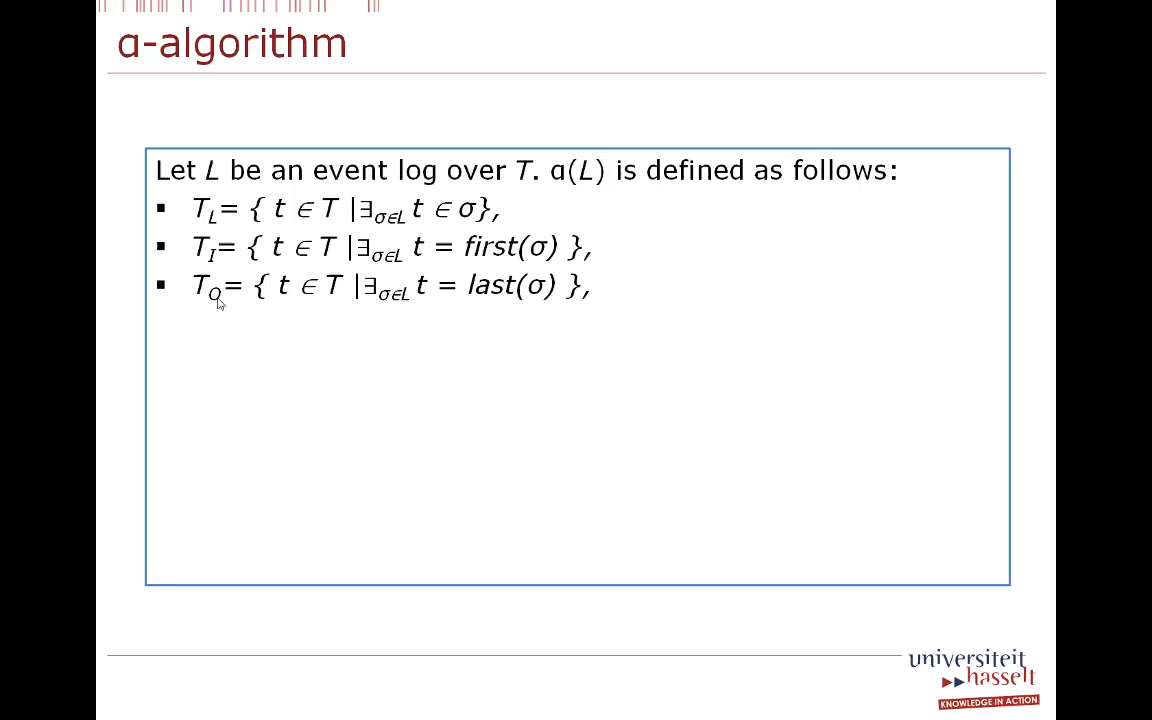 α-algorithm
Let L be an event log over T. α(L) is defined as follows:
▪ T_L= { t ∈ T |∃_σ∈L t ∈ σ},
▪ T_I= { t ∈ T |∃_σ∈L t = first(σ) },
▪ T_O= { t ∈ T |∃_σ∈L t = last(σ) },
universiteit
▶▶hasselt
KNOWLEDGE IN ACTION